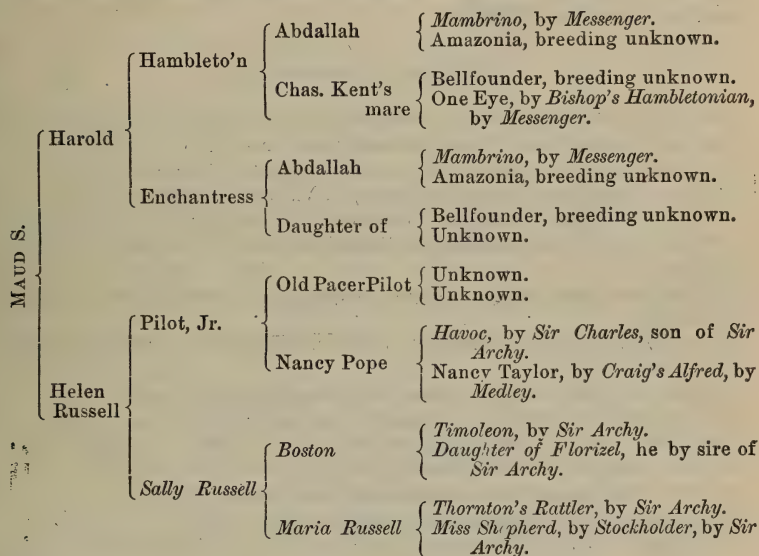 Mambrino, by Messenger.
Abdallah
Amazonia, breeding unknown.
Hambleto'n
Bellfounder, breeding unknown.
Chas. Kent's
mare
One Eye, by Bishop's Hambletonian,
by Messenger.
Harold
Mambrino, by Messenger.
Abdallah
Amazonia, breeding unknown.
Enchantress
Bellfounder, breeding unknown.
Daughter of
Unknown.
MAUD S.
Unknown.
Old PacerPilot
Unknown.
Pilot, Jr.
Havoc, by Sir Charles, son of Sir
Archy.
Nancy Pope
Nancy Taylor, by Craig's Alfred, by
Medley.
Helen
Russell
Timoleon, by Sir Archy.
Boston
Daughter of Florizel, he by sire of
Sir Archy.
Sally Russell
Thornton's Rattler, by Sir Archy.
Maria Russell
Miss Shepherd, by Stockholder, by Sir
Archy.